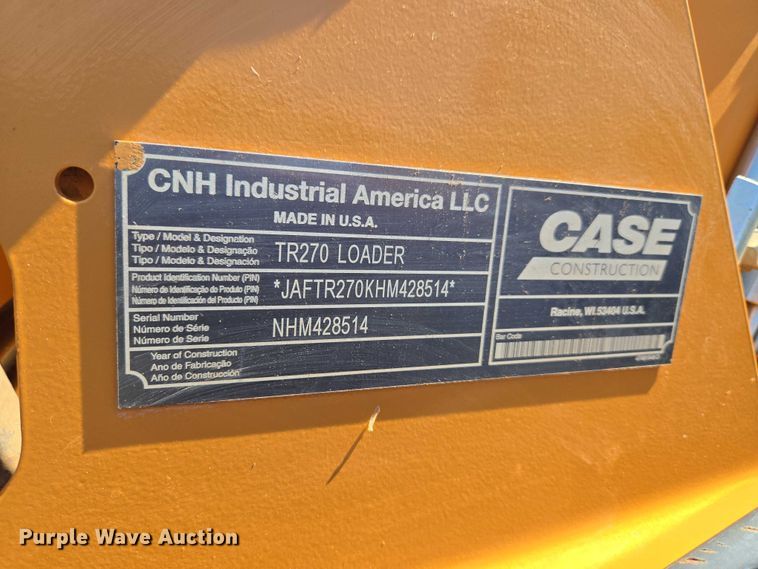 CNH Industrial America LLC
MADE IN U.S.A.
Type / Model & Designation
Tipo / Modelo & Designação
Tipo / Modelo & Designación
TR270 LOADER
Product Identification Number (PIN)
Número de Identificação do Produto (PIN)
Número de Identificación del Producto (PIN)
*JAFTR270KHM428514*
Serial Number
Número de Série
Número de Serie
NHM428514
Year of Construction
Ano de Fabricação
Año de Construcción
CASE
CONSTRUCTION
Racine, WI 53404 U.S.A.
Bar Code
Purple Wave Auction